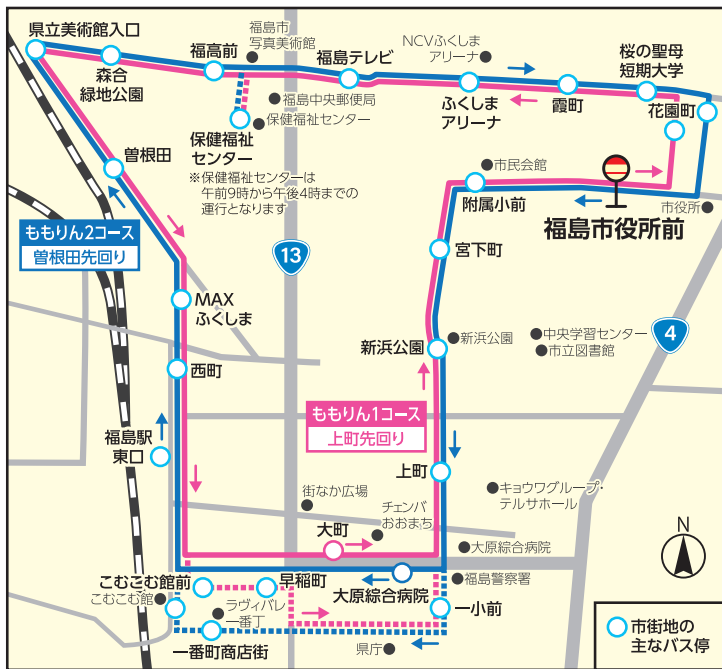 県立美術館入口
森合
緑地公園
福高前
福島市
写真美術館
福島テレビ
NCVふくしま
アリーナ
桜の聖母
短期大学
花園町
霞町
ふくしま
アリーナ
福島中央郵便局
保健福祉センター
保健福祉
センター
※保健福祉センターは
午前9時から午後4時までの
運行となります
曽根田
市民会館
附属小前
市役所
福島市役所前
ももりん2コース
曽根田先回り
13
宮下町
MAX
ふくしま
新浜公園
新浜公園
中央学習センター
市立図書館
4
西町
ももりん1コース
上町先回り
福島駅
東口
上町
キョウワグループ・
テルサホール
街なか広場
チェンバ
おおまち
大町
大原綜合病院
N
こむこむ館前
こむこむ館
早稲町
大原綜合病院
福島警察署
ラヴィバレ
一番丁
一小前
一番町商店街
県庁
市街地の
主なバス停